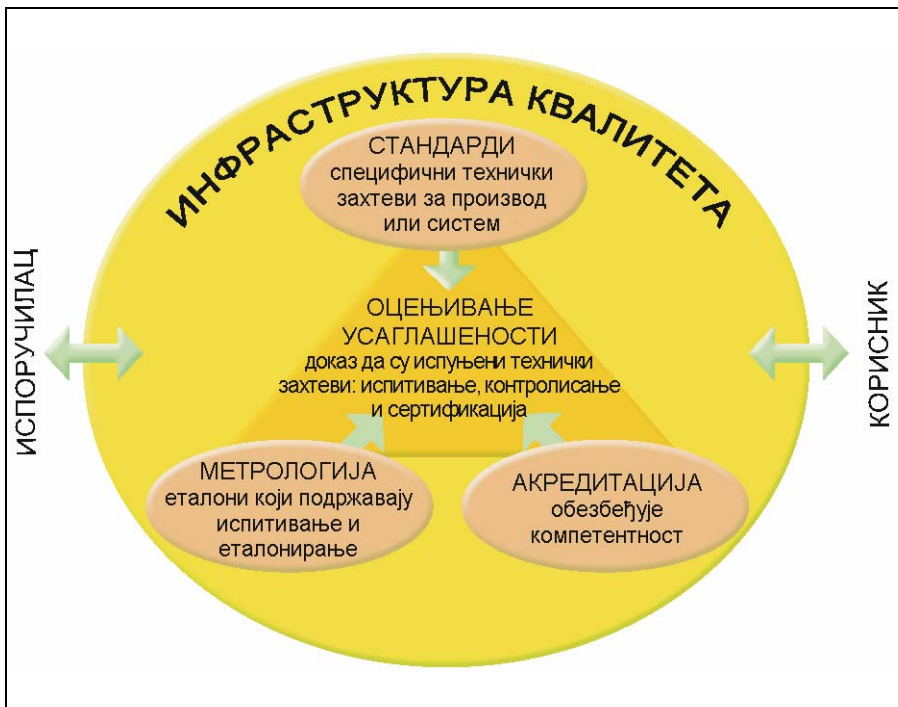 ИНФРАСТРУКТУРА КВАЛИТЕТА
СТАНДАРДИ
специфични технички
захтеви за производ
или систем
ИСПОРУЧИЛАЦ
ОЦЕЊИВАЊЕ
УСАГЛАШЕНОСТИ
доказ да су испуњени технички
захтеви: испитивање, контролисање
и сертификација
КОРИСНИК
МЕТРОЛОГИЈА
еталони који подржавају
испитивање и
еталонирање
АКРЕДИТАЦИЈА
обезбеђује
компетентност